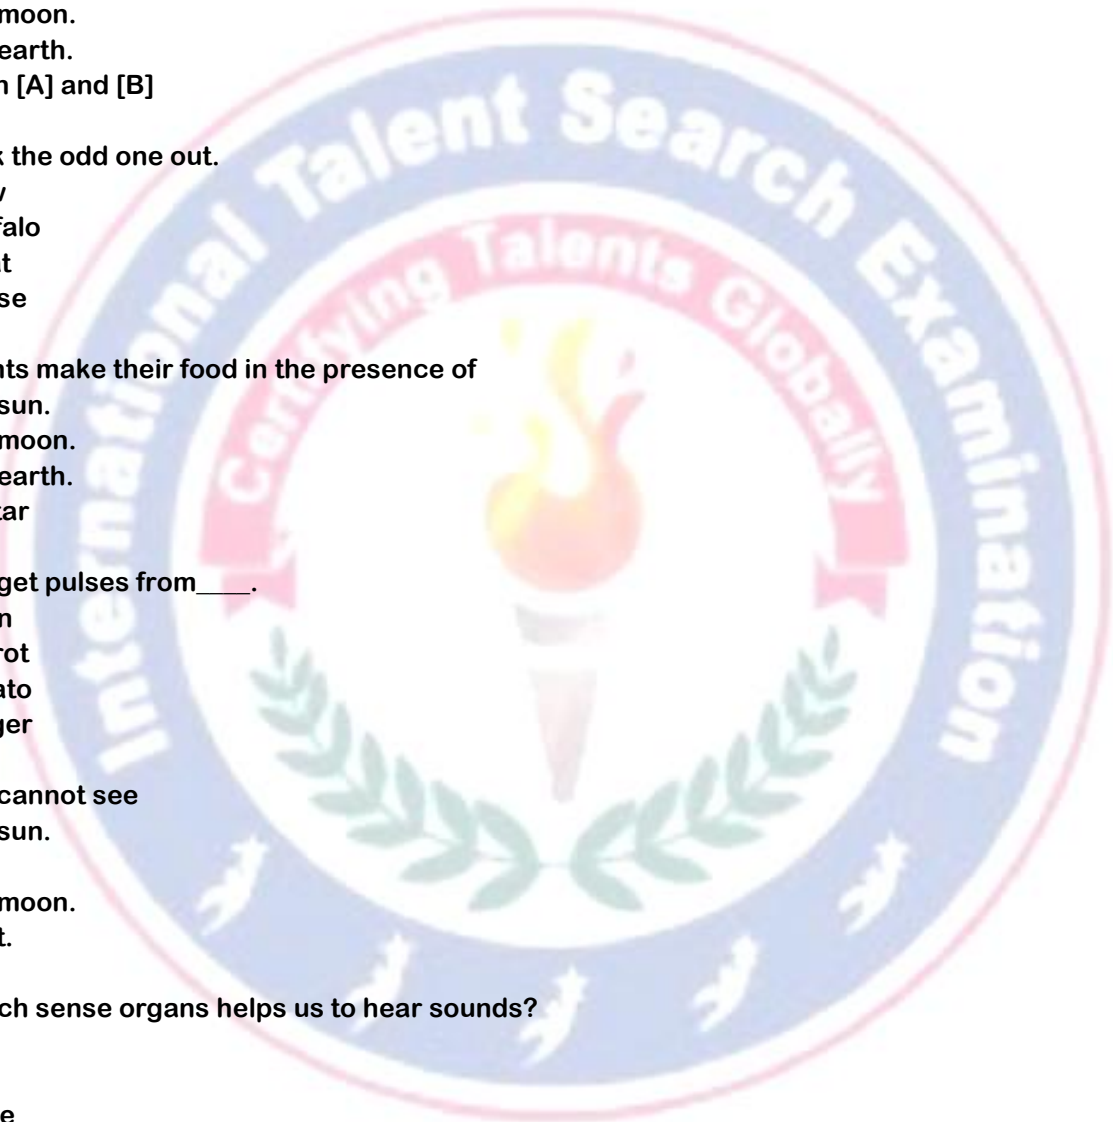 moon.
earth.
n [A] and [B]
k the odd one out.
w
falo
at
se
nts make their food in the presence of
sun.
moon.
earth.
tar
get pulses from____.
n
rot
ato
ger
cannot see
sun.
moon.
t.
ch sense organs helps us to hear sounds?
e
International Talent Search Examination
Certifying Talents Globally